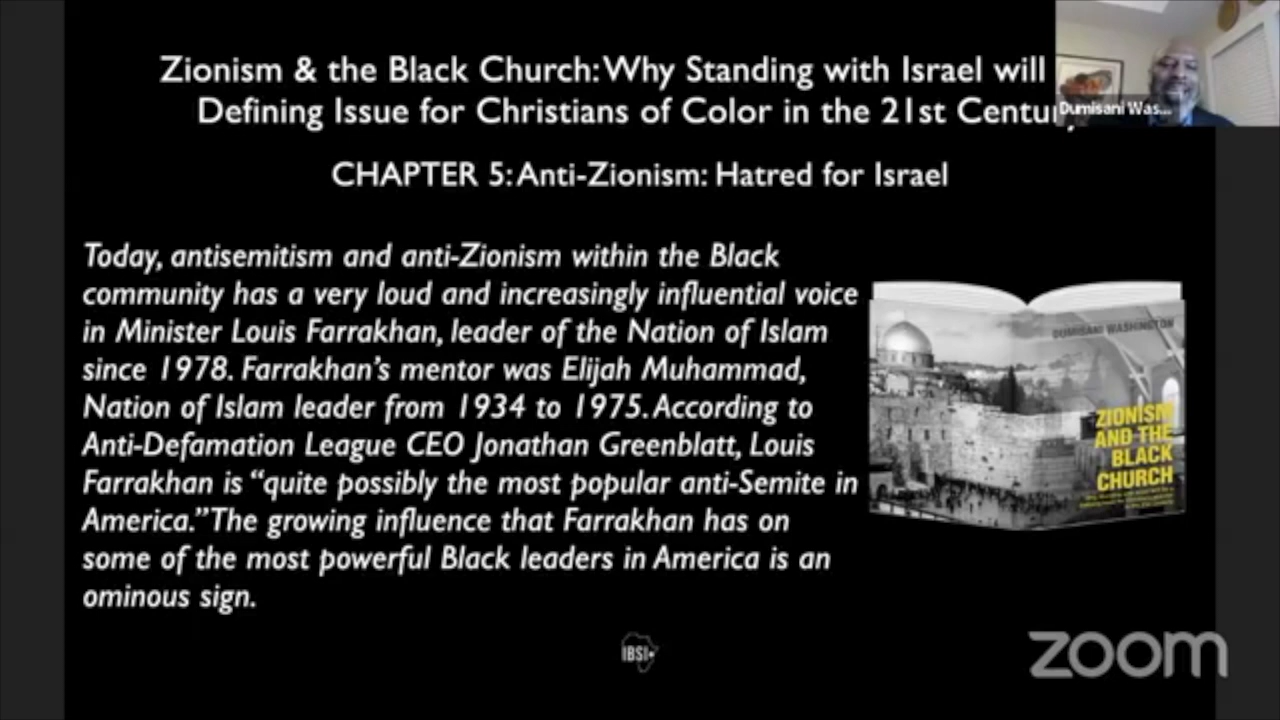 Zionism & the Black Church: Why Standing with Israel will
Defining Issue for Christians of Color in the 21st Century
Dumisani Was...
CHAPTER 5: Anti-Zionism: Hatred for Israel
Today, antisemitism and anti-Zionism within the Black
community has a very loud and increasingly influential voice
in Minister Louis Farrakhan, leader of the Nation of Islam
since 1978. Farrakhan’s mentor was Elijah Muhammad,
Nation of Islam leader from 1934 to 1975. According to
Anti-Defamation League CEO Jonathan Greenblatt, Louis
Farrakhan is “quite possibly the most popular anti-Semite in
America.” The growing influence that Farrakhan has on
some of the most powerful Black leaders in America is an
ominous sign.
DUMISANI WASHINGTON
ZIONISM
AND THE
BLACK
CHURCH
IBSI
zoom